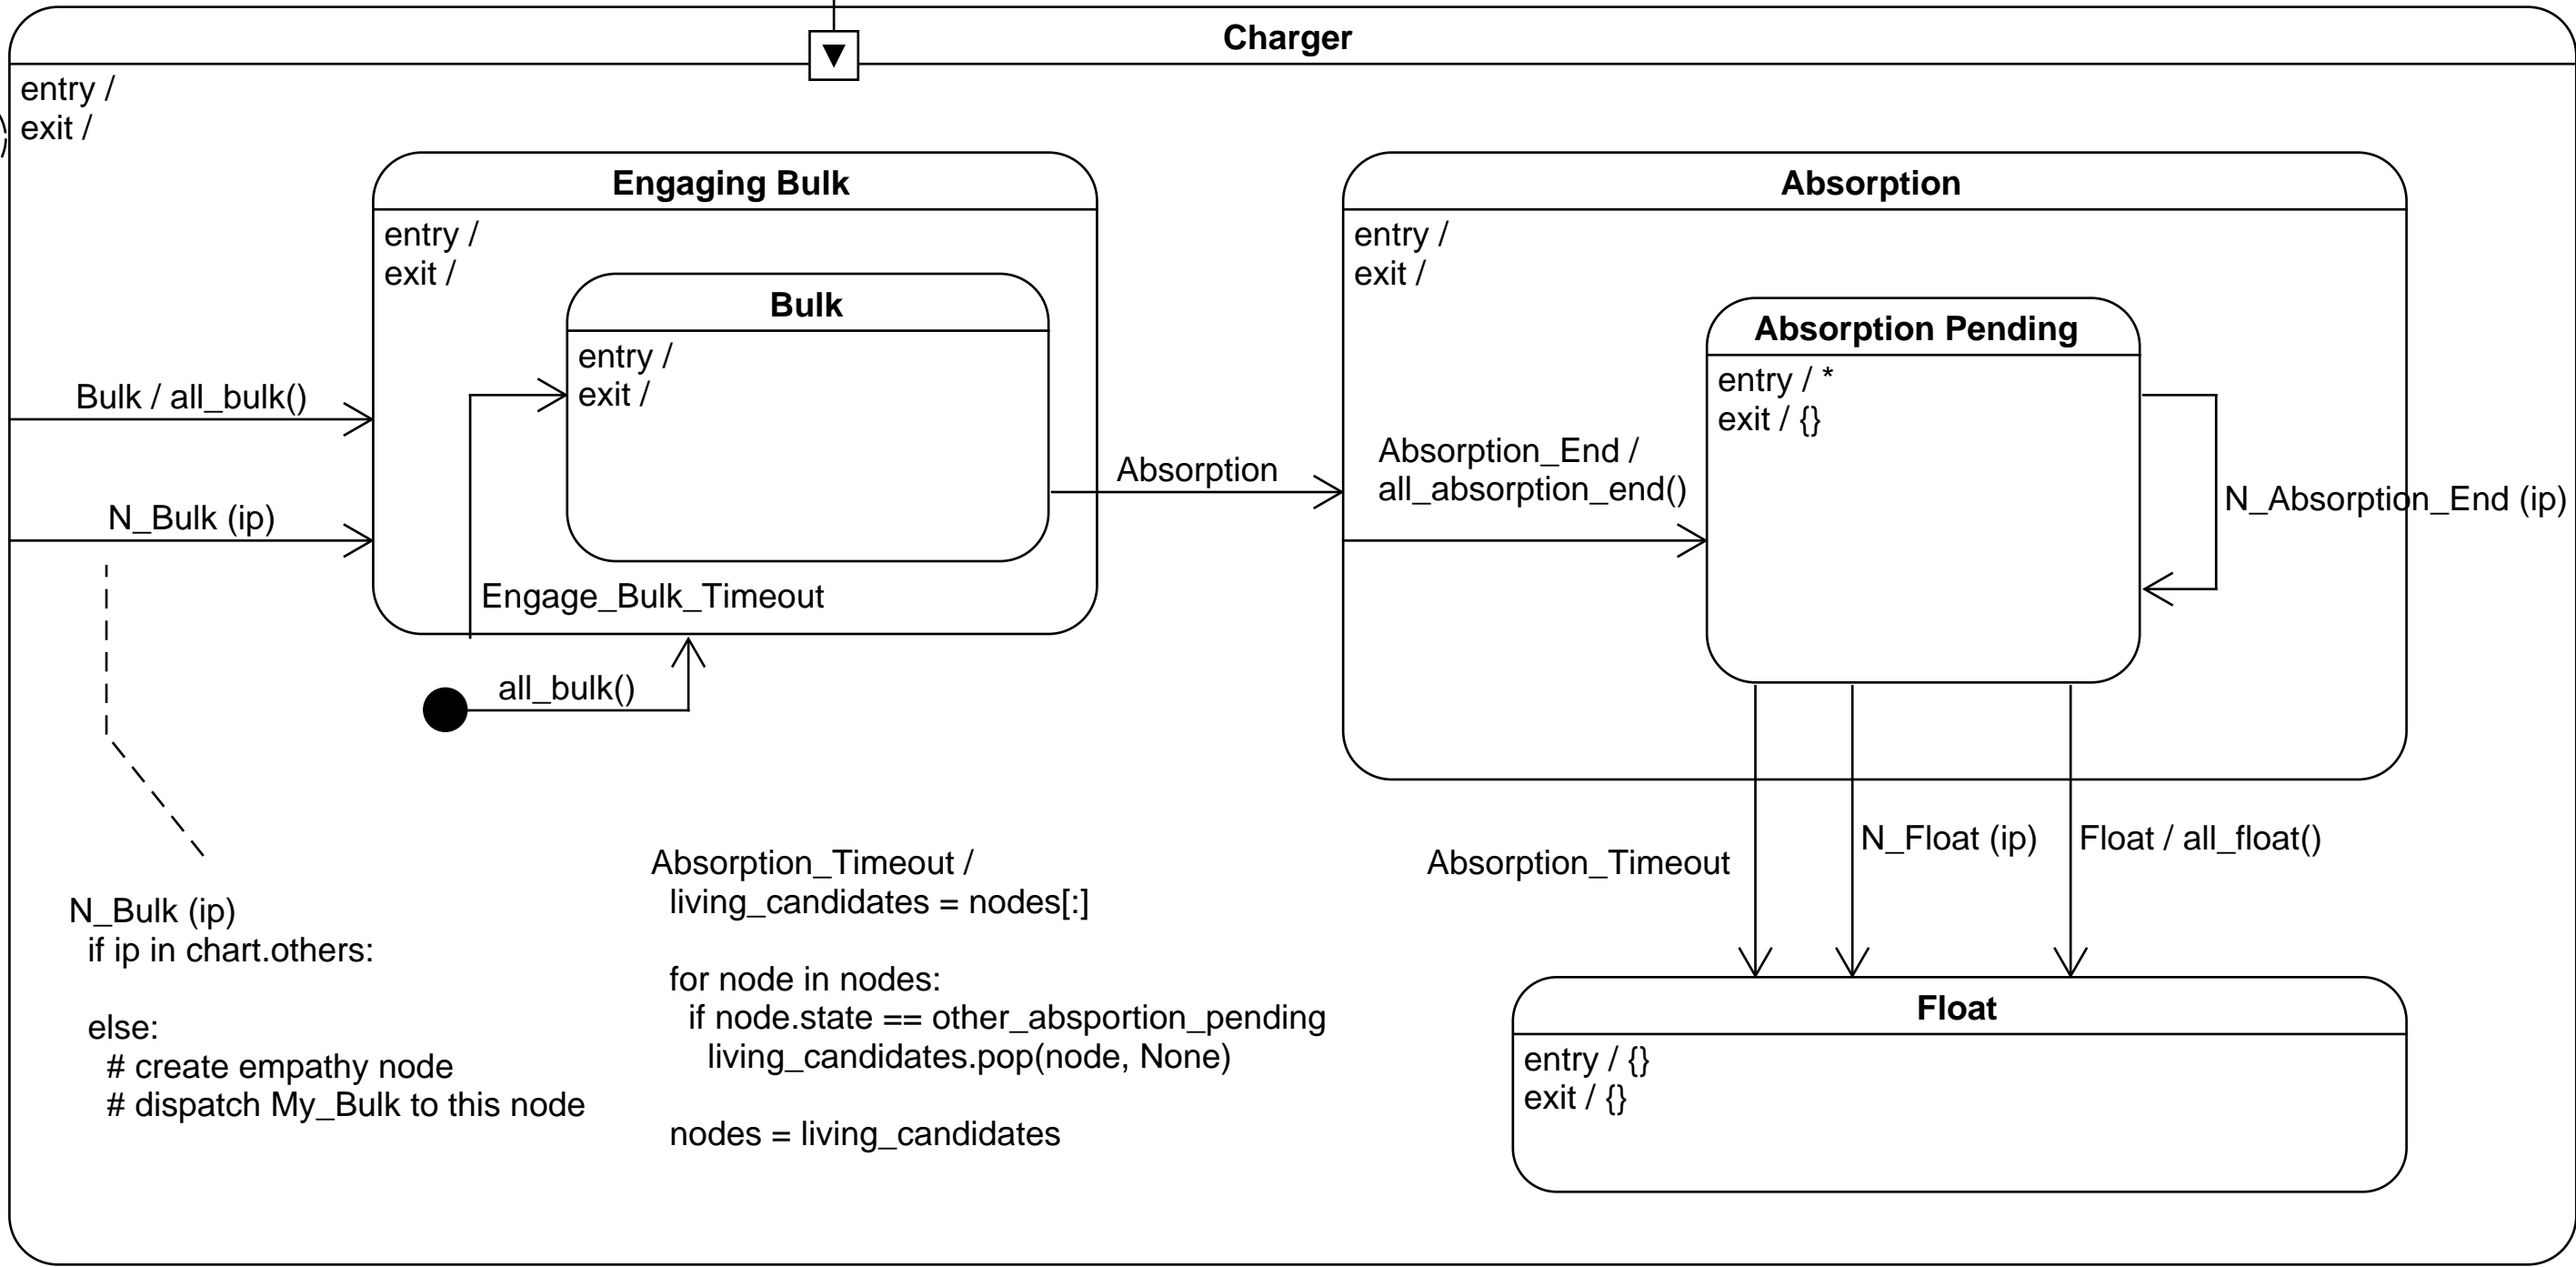 Charger
entry /
exit /
Engaging Bulk
entry /
exit /
Bulk
entry /
exit /
Absorption
entry /
exit /
Absorption Pending
entry / *
exit / {}
Bulk / all_bulk()
N_Bulk (ip)
Engage_Bulk_Timeout
all_bulk()
Absorption
Absorption_End /
all_absorption_end()
N_Absorption_End (ip)
Absorption_Timeout
N_Float (ip)
Float / all_float()
N_Bulk (ip)
if ip in chart.others:
else:
# create empathy node
# dispatch My_Bulk to this node
Absorption_Timeout /
living_candidates = nodes[:]
for node in nodes:
if node.state == other_absportion_pending
living_candidates.pop(node, None)
nodes = living_candidates
Float
entry / {}
exit / {}